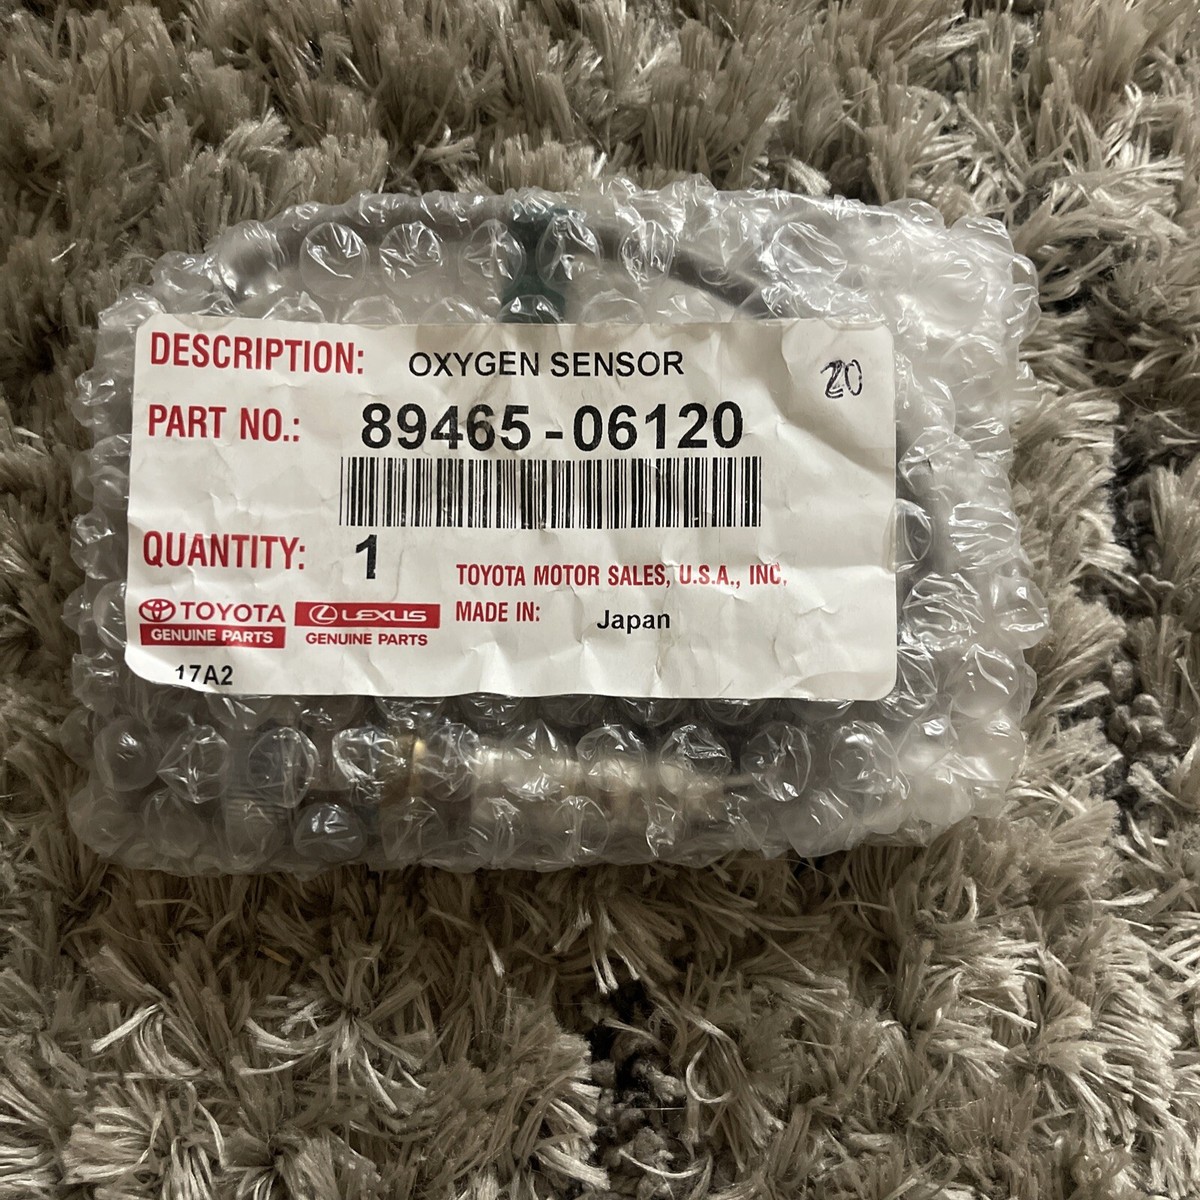 DESCRIPTION: OXYGEN SENSOR
20
PART NO.: 89465-06120
QUANTITY: 1
TOYOTA MOTOR SALES, U.S.A., INC.
TOYOTA
GENUINE PARTS
LEXUS
GENUINE PARTS
MADE IN: Japan
17A2